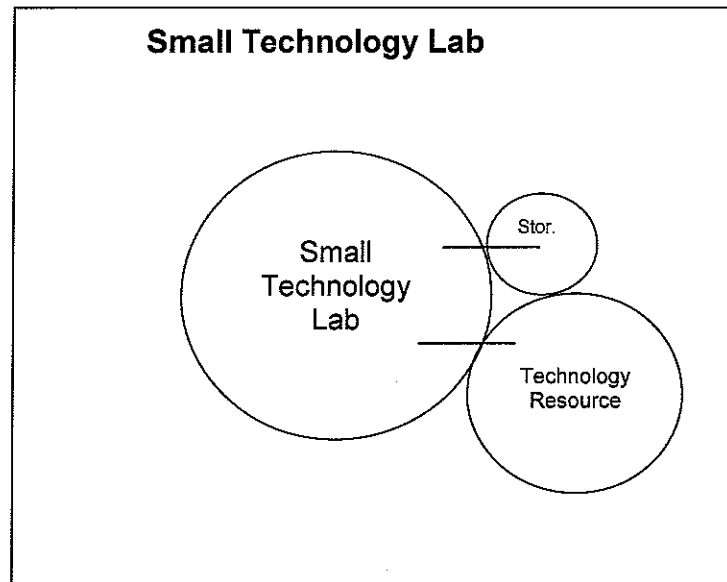 Small Technology Lab
Small
Technology
Lab
Stor.
Technology
Resource